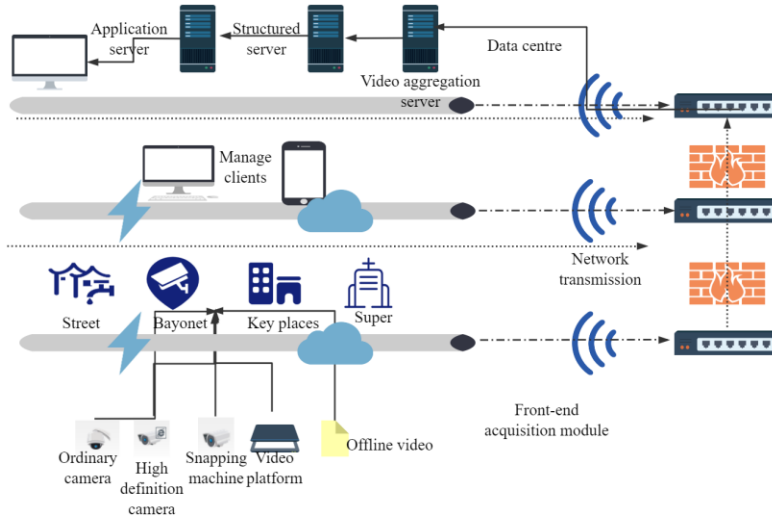 Application
server
Structured
server
Data centre
Video aggregation
server
Manage
clients
Network
transmission
Street
Bayonet
Key places
Super
Front-end
acquisition module
Ordinary
camera
High
definition
camera
Snapping
machine
Video
platform
Offline video